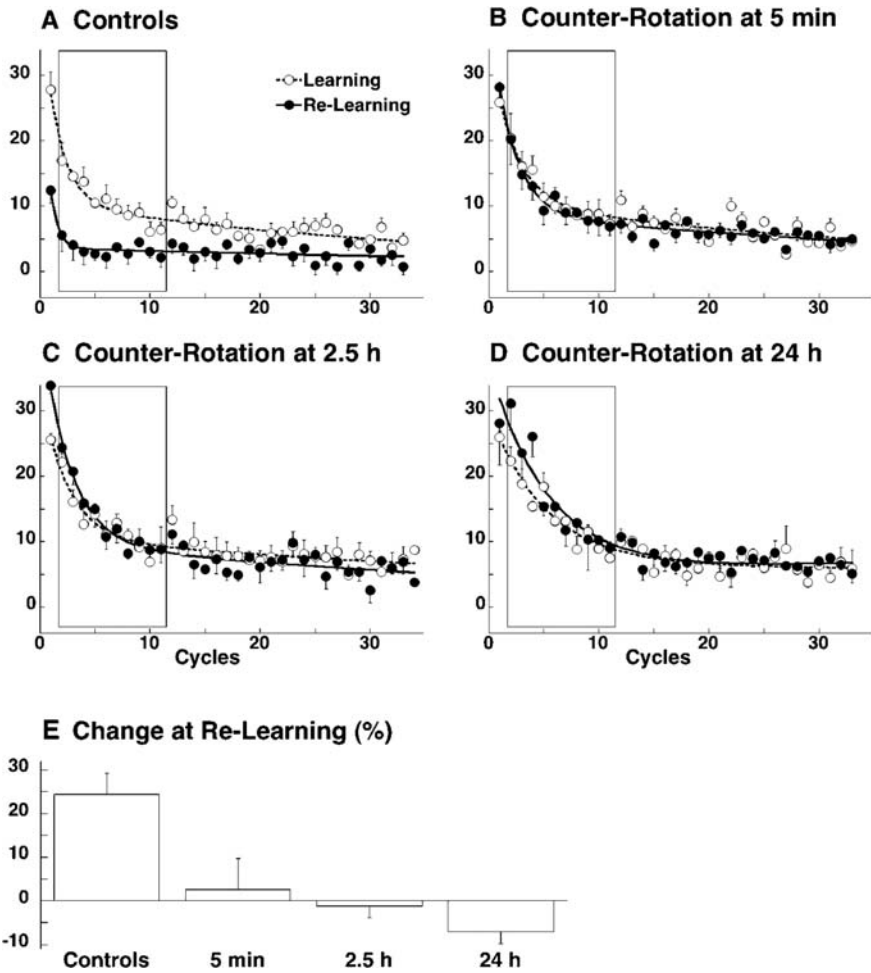 A Controls
30
20
10
0
0 10 20 30
Learning
Re-Learning
B Counter-Rotation at 5 min
30
20
10
0
0 10 20 30
C Counter-Rotation at 2.5 h
30
20
10
0
0 10 20 30
Cycles
D Counter-Rotation at 24 h
30
20
10
0
0 10 20 30
Cycles
E Change at Re-Learning (%)
30
20
10
0
-10
Controls 5 min 2.5 h 24 h